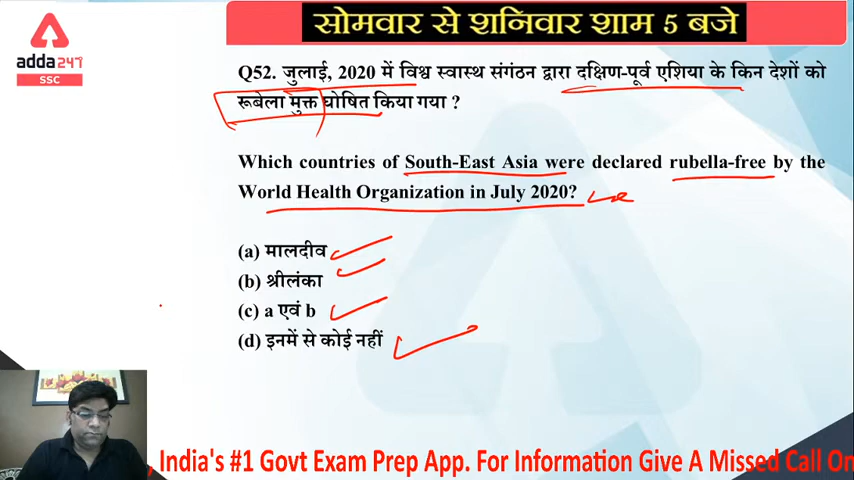 सोमवार से शनिवार शाम 5 बजे
adda247
SSC
Q52. जुलाई, 2020 में विश्व स्वास्थ संगंठन द्वारा दक्षिण-पूर्व एशिया के किन देशों को
रूबेला मुक्त घोषित किया गया ?
Which countries of South-East Asia were declared rubella-free by the
World Health Organization in July 2020?
(a) मालदीव
(b) श्रीलंका
(c) a एवं b
(d) इनमें से कोई नहीं
, India's #1 Govt Exam Prep App. For Information Give A Missed Call On